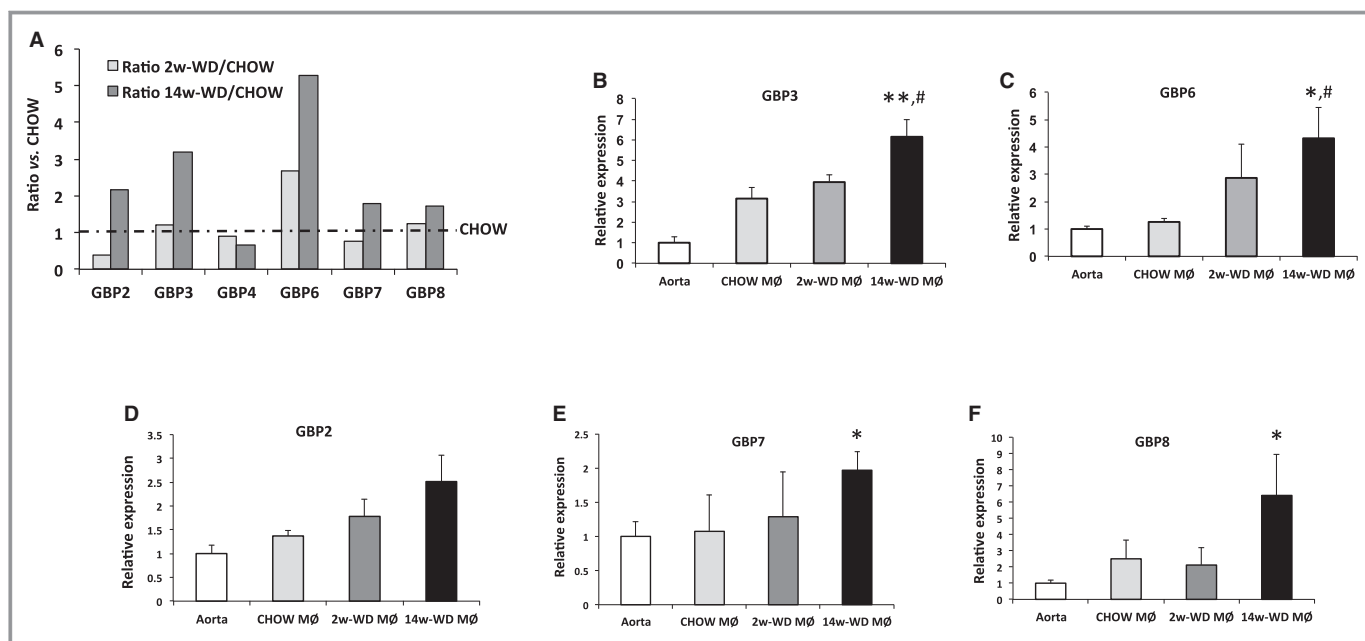 A
6
5
4
3
2
1
0
Ratio vs. CHOW
Ratio 2w-WD/CHOW
Ratio 14w-WD/CHOW
CHOW
GBP2 GBP3 GBP4 GBP6 GBP7 GBP8
B
GBP3
**,#
8
7
6
5
4
3
2
1
0
Relative expression
Aorta CHOW MØ 2w-WD MØ 14w-WD MØ
C
GBP6
*,#
6
5
4
3
2
1
0
Relative expression
Aorta CHOW MØ 2w-WD MØ 14w-WD MØ
D
GBP2
3.5
3
2.5
2
1.5
1
0.5
0
Relative expression
Aorta CHOW MØ 2w-WD MØ 14w-WD MØ
E
GBP7
*
2.5
2
1.5
1
0.5
0
Relative expression
Aorta CHOW MØ 2w-WD MØ 14w-WD MØ
F
GBP8
*
10
9
8
7
6
5
4
3
2
1
0
Relative expression
Aorta CHOW MØ 2w-WD MØ 14w-WD MØ